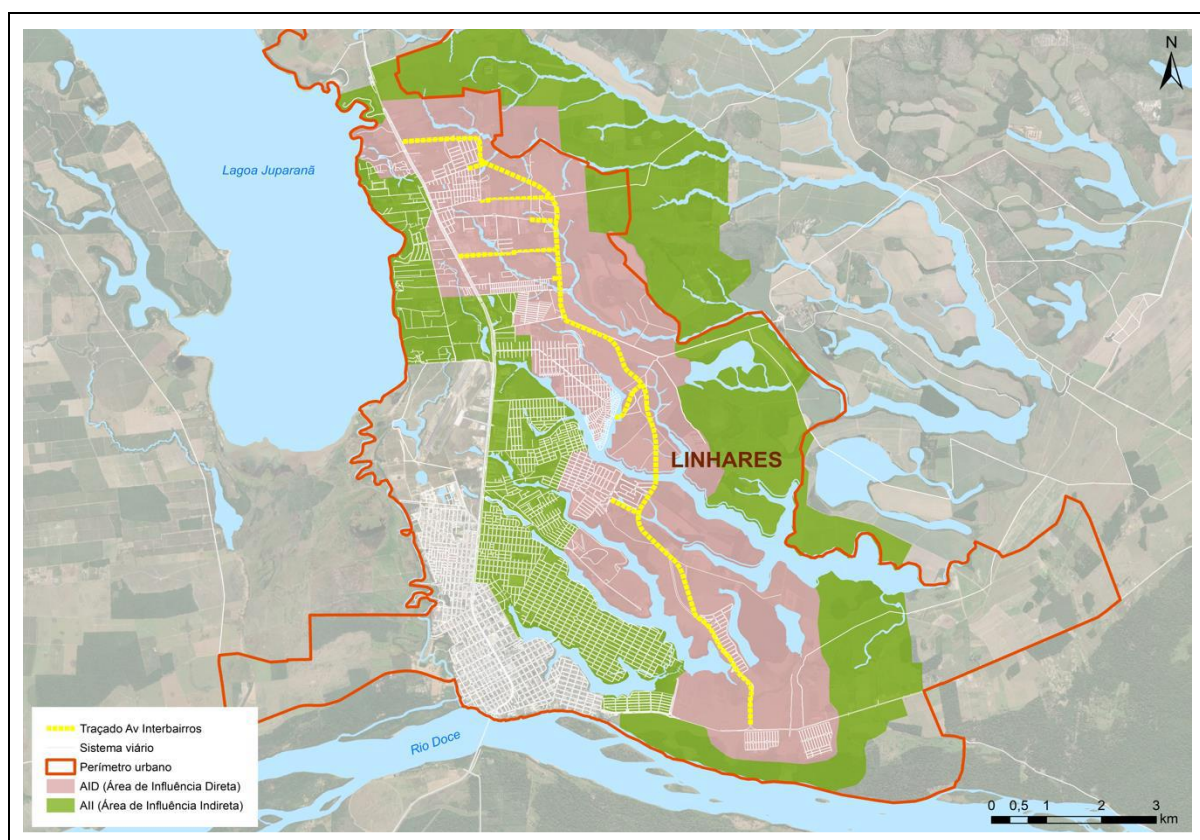 N
Lagoa Juparanã
LINHARES
Rio Doce
Traçado Av Interbairros
Sistema viário
Perímetro urbano
AID (Área de Influência Direta)
AII (Área de Influência Indireta)
0 0,5 1 2 3
km